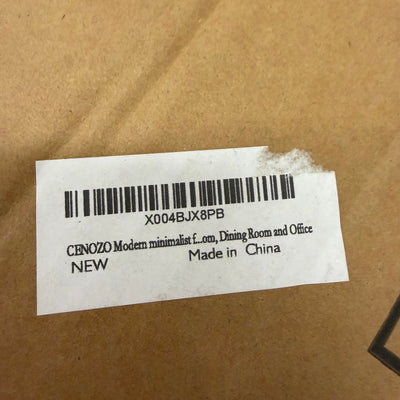 X004BJX8PB
CENOZO Modern minimalist f...om, Dining Room and Office
NEW
Made in China